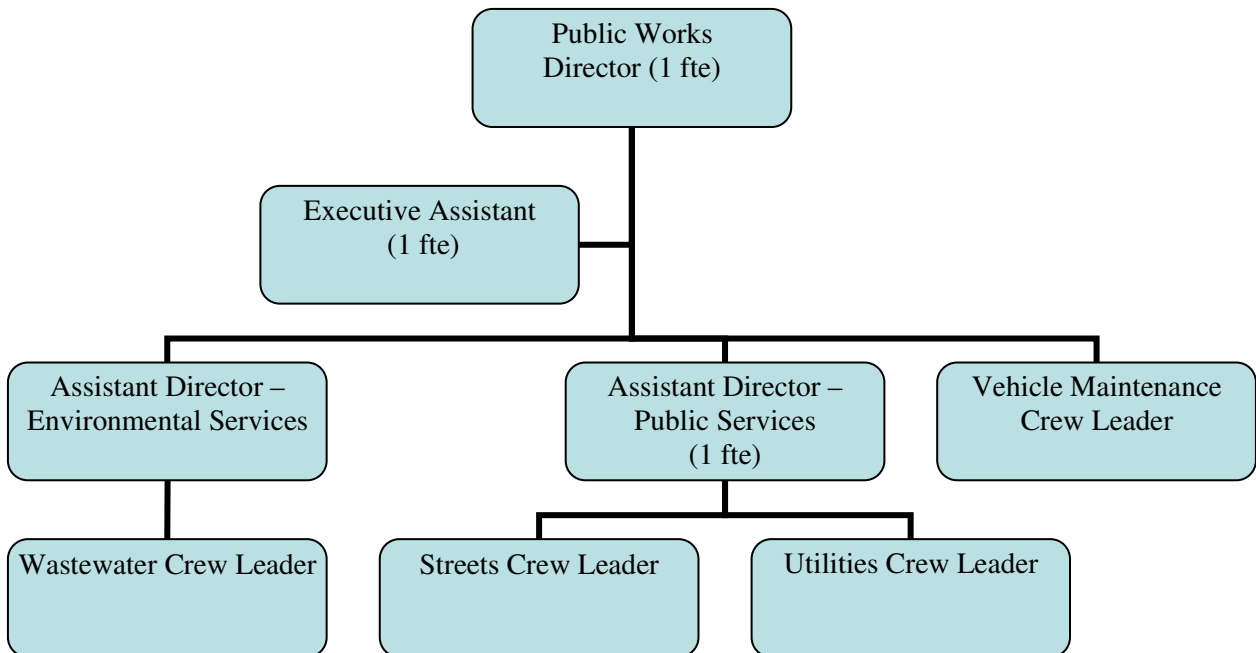 Public Works
Director (1 fte)
Executive Assistant
(1 fte)
Assistant Director –
Environmental Services
Assistant Director –
Public Services
(1 fte)
Vehicle Maintenance
Crew Leader
Wastewater Crew Leader
Streets Crew Leader
Utilities Crew Leader